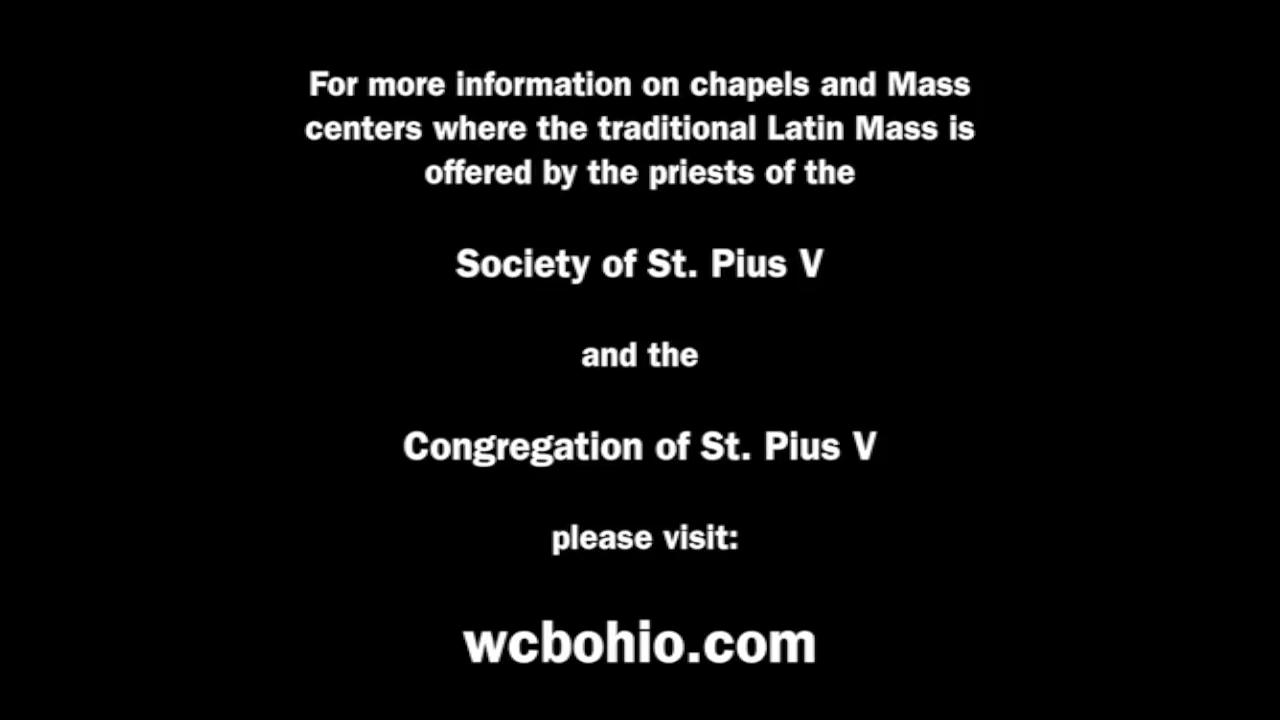 For more information on chapels and Mass
centers where the traditional Latin Mass is
offered by the priests of the
Society of St. Pius V
and the
Congregation of St. Pius V
please visit:
wcbohio.com